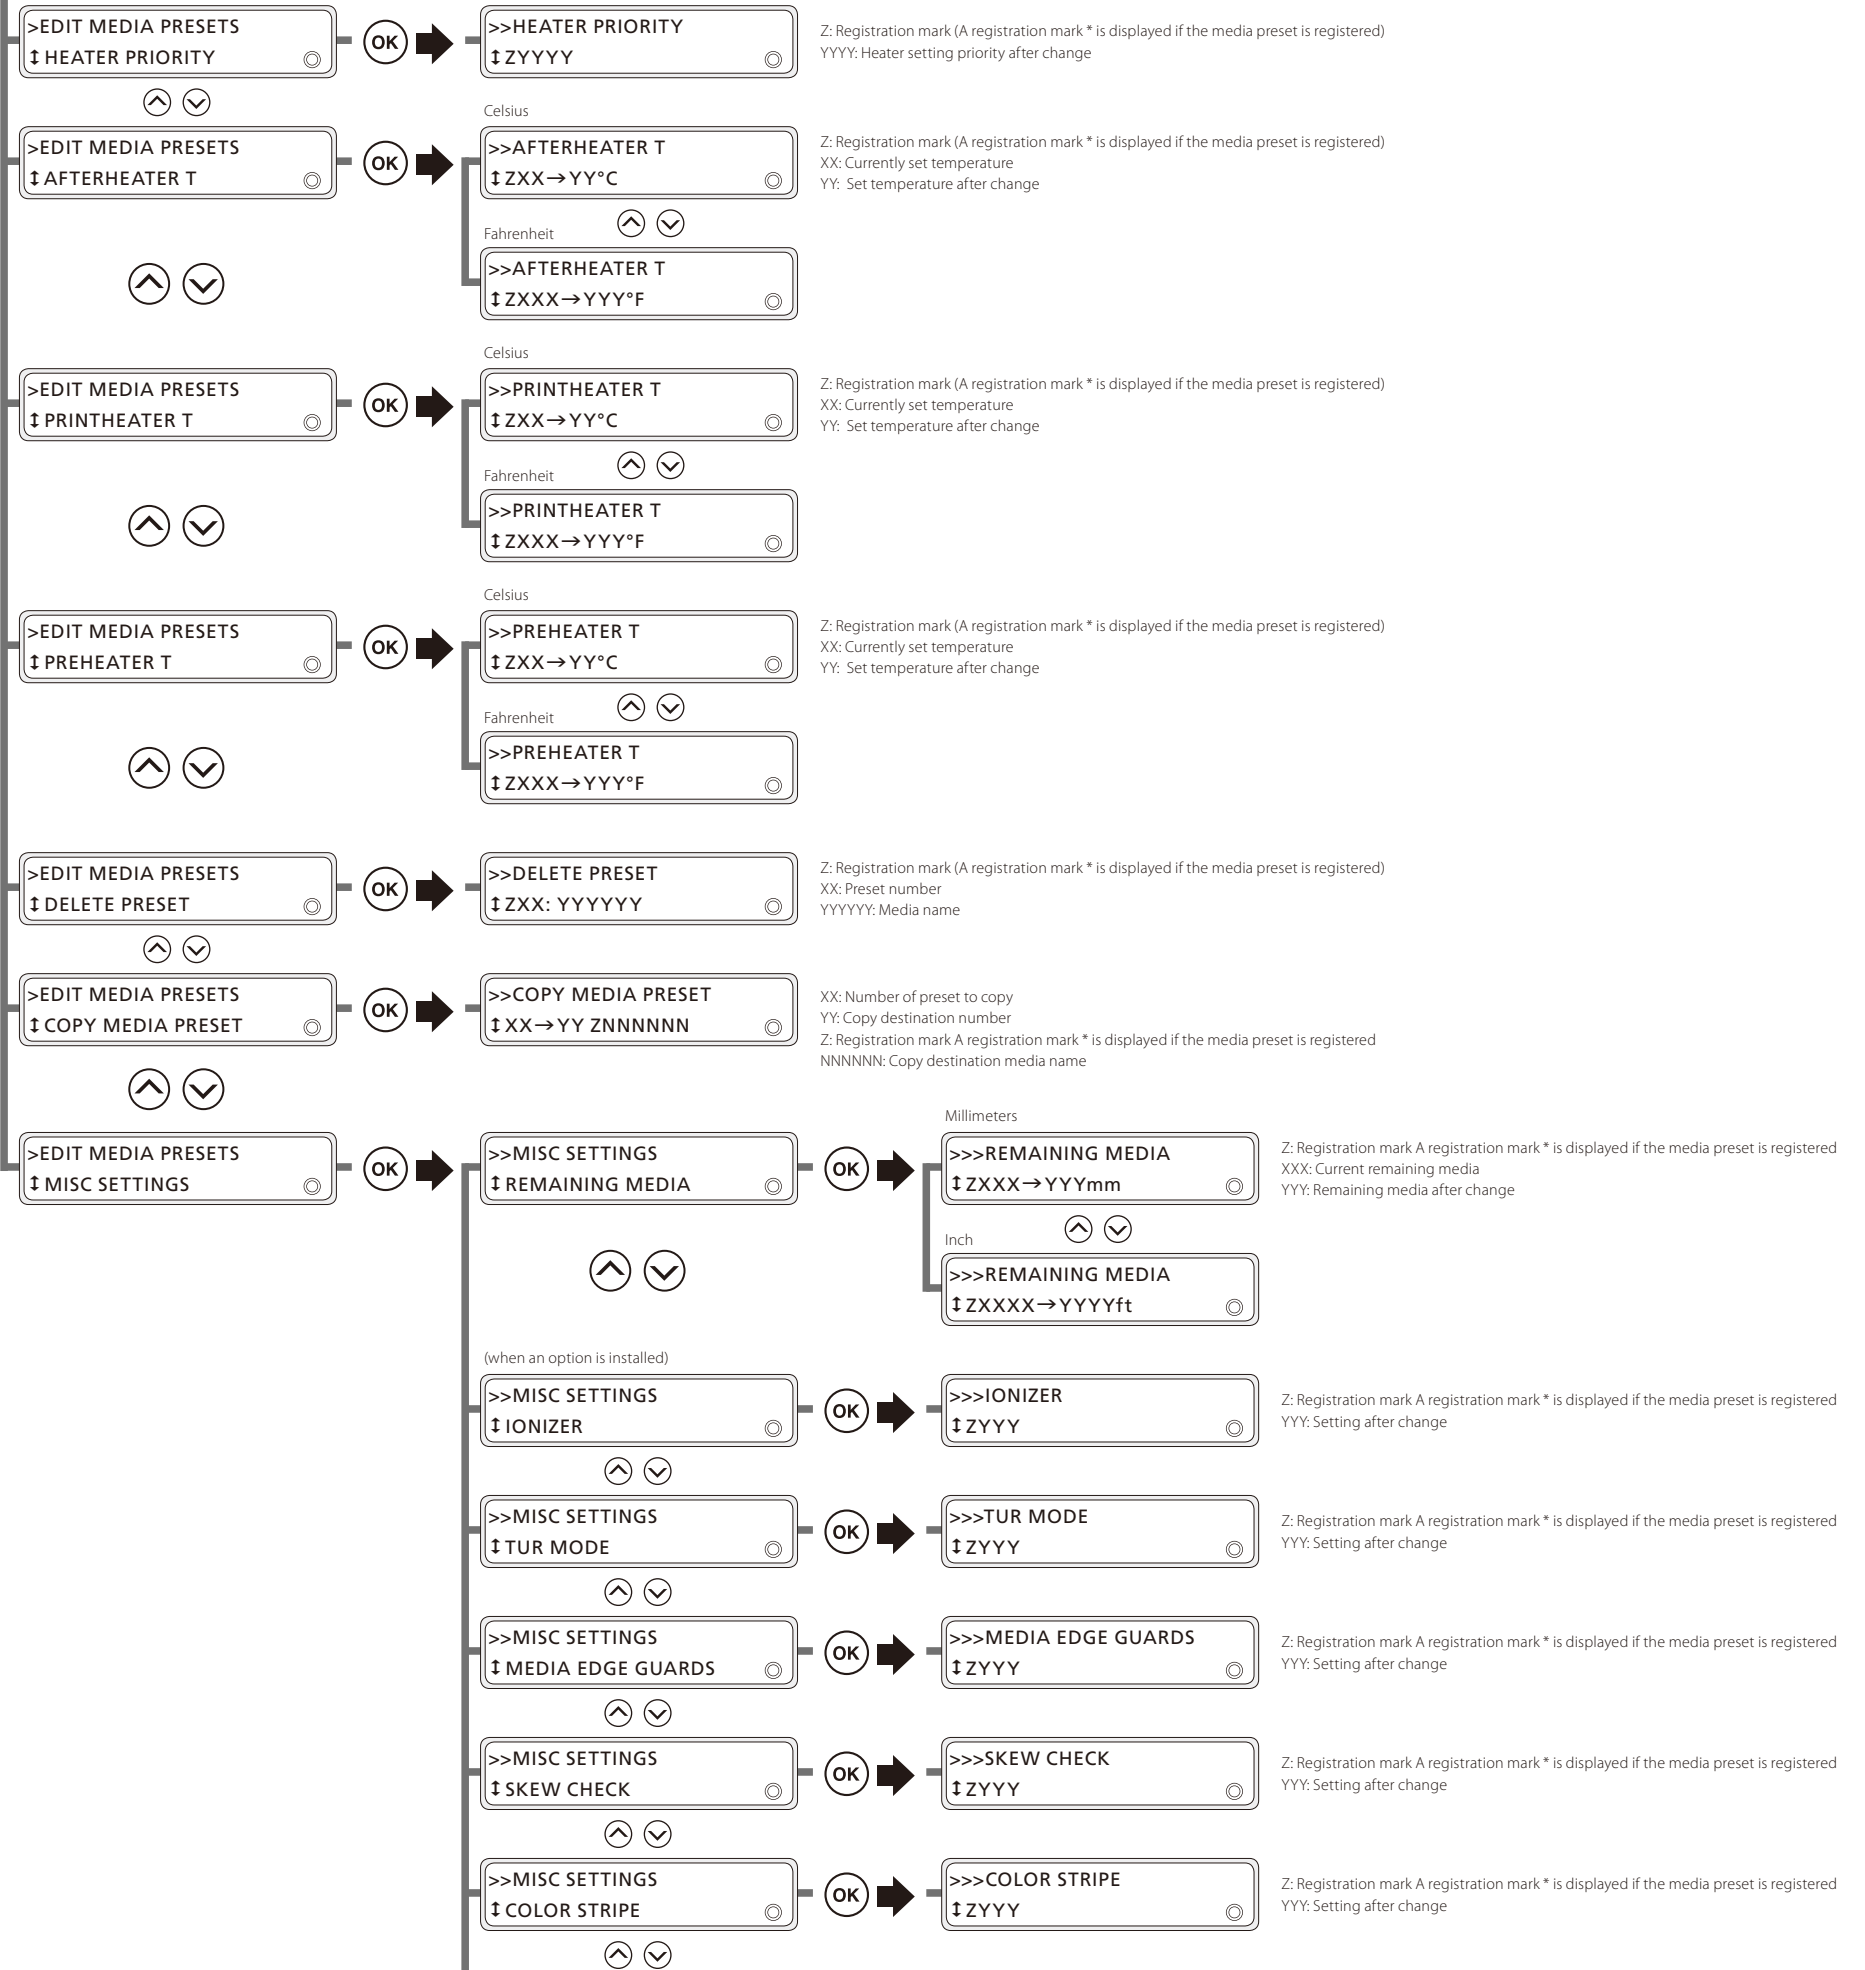 >EDIT MEDIA PRESETS
↕HEATER PRIORITY
OK
>>HEATER PRIORITY
↕ZYYYY
Z: Registration mark (A registration mark * is displayed if the media preset is registered)
YYYY: Heater setting priority after change
>EDIT MEDIA PRESETS
↕AFTERHEATER T
OK
Celsius
>>AFTERHEATER T
↕ZXX→YY°C
Z: Registration mark (A registration mark * is displayed if the media preset is registered)
XX: Currently set temperature
YY: Set temperature after change
Fahrenheit
>>AFTERHEATER T
↕ZXXX→YYY°F
>EDIT MEDIA PRESETS
↕PRINTHEATER T
OK
Celsius
>>PRINTHEATER T
↕ZXX→YY°C
Z: Registration mark (A registration mark * is displayed if the media preset is registered)
XX: Currently set temperature
YY: Set temperature after change
Fahrenheit
>>PRINTHEATER T
↕ZXXX→YYY°F
>EDIT MEDIA PRESETS
↕PREHEATER T
OK
Celsius
>>PREHEATER T
↕ZXX→YY°C
Z: Registration mark (A registration mark * is displayed if the media preset is registered)
XX: Currently set temperature
YY: Set temperature after change
Fahrenheit
>>PREHEATER T
↕ZXXX→YYY°F
>EDIT MEDIA PRESETS
↕DELETE PRESET
OK
>>DELETE PRESET
↕ZXX: YYYYYY
Z: Registration mark (A registration mark * is displayed if the media preset is registered)
XX: Preset number
YYYYYY: Media name
>EDIT MEDIA PRESETS
↕COPY MEDIA PRESET
OK
>>COPY MEDIA PRESET
↕XX→YY ZNNNNNN
XX: Number of preset to copy
YY: Copy destination number
Z: Registration mark A registration mark * is displayed if the media preset is registered
NNNNNN: Copy destination media name
>EDIT MEDIA PRESETS
↕MISC SETTINGS
OK
>>MISC SETTINGS
↕REMAINING MEDIA
OK
Millimeters
>>>REMAINING MEDIA
↕ZXXX→YYYmm
Z: Registration mark A registration mark * is displayed if the media preset is registered
XXX: Current remaining media
YYY: Remaining media after change
Inch
>>>REMAINING MEDIA
↕ZXXXX→YYYYft
(when an option is installed)
>>MISC SETTINGS
↕IONIZER
OK
>>>IONIZER
↕ZYYY
Z: Registration mark A registration mark * is displayed if the media preset is registered
YYY: Setting after change
>>MISC SETTINGS
↕TUR MODE
OK
>>>TUR MODE
↕ZYYY
Z: Registration mark A registration mark * is displayed if the media preset is registered
YYY: Setting after change
>>MISC SETTINGS
↕MEDIA EDGE GUARDS
OK
>>>MEDIA EDGE GUARDS
↕ZYYY
Z: Registration mark A registration mark * is displayed if the media preset is registered
YYY: Setting after change
>>MISC SETTINGS
↕SKEW CHECK
OK
>>>SKEW CHECK
↕ZYYY
Z: Registration mark A registration mark * is displayed if the media preset is registered
YYY: Setting after change
>>MISC SETTINGS
↕COLOR STRIPE
OK
>>>COLOR STRIPE
↕ZYYY
Z: Registration mark A registration mark * is displayed if the media preset is registered
YYY: Setting after change